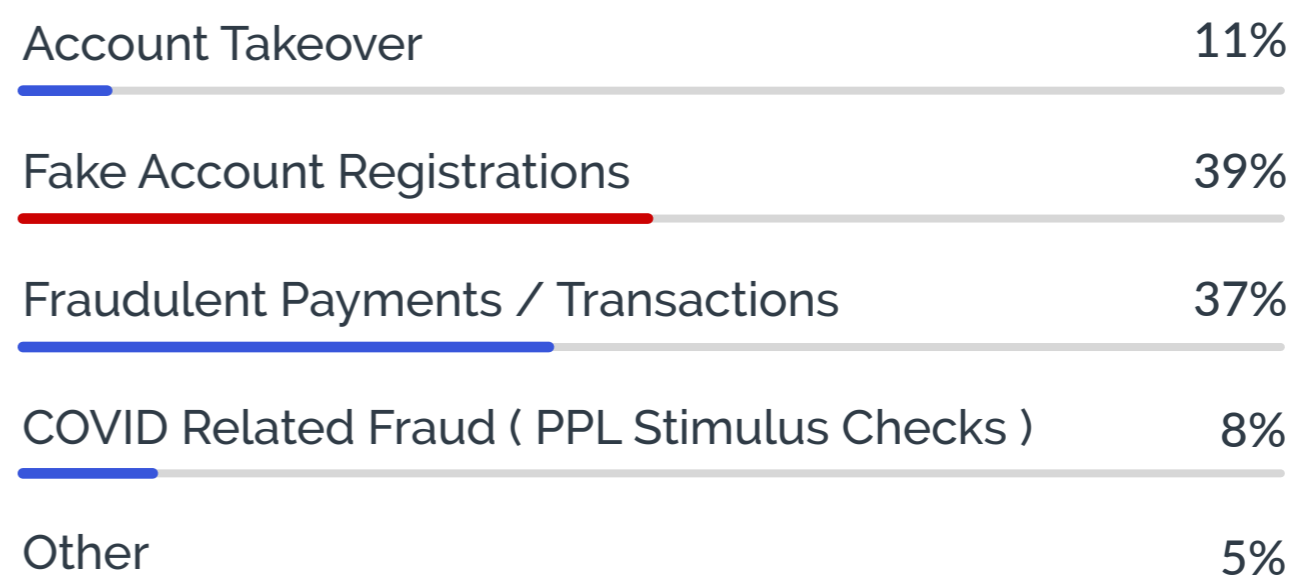 Account Takeover 11%
Fake Account Registrations 39%
Fraudulent Payments / Transactions 37%
COVID Related Fraud ( PPL Stimulus Checks ) 8%
Other 5%